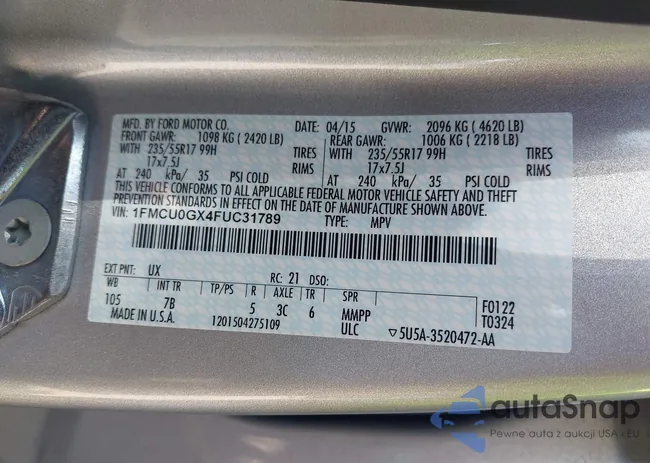 MFD. BY FORD MOTOR CO. DATE: 04/15 GVWR: 2096 KG ( 4620 LB)
FRONT GAWR: 1098 KG ( 2420 LB) REAR GAWR: 1006 KG ( 2218 LB)
WITH 235/55R17 99H TIRES WITH 235/55R17 99H TIRES
17x7.5J RIMS 17x7.5J RIMS
AT 240 kPa/ 35 PSI COLD AT 240 kPa/ 35 PSI COLD
THIS VEHICLE CONFORMS TO ALL APPLICABLE FEDERAL MOTOR VEHICLE SAFETY AND THEFT
PREVENTION STANDARDS IN EFFECT ON THE DATE OF MANUFACTURE SHOWN ABOVE.
VIN: 1FMCU0GX4FUC31789 TYPE: MPV
EXT PNT: UX RC: 21 DSO:
WB INT TR TP/PS R AXLE TR SPR
105 7B 5 3C 6 MMPP F0122
MADE IN U.S.A. 1201504275109 ULC ▽5U5A-3520472-AA T0324
autaSnap
Pewne auta z aukcji USA - EU